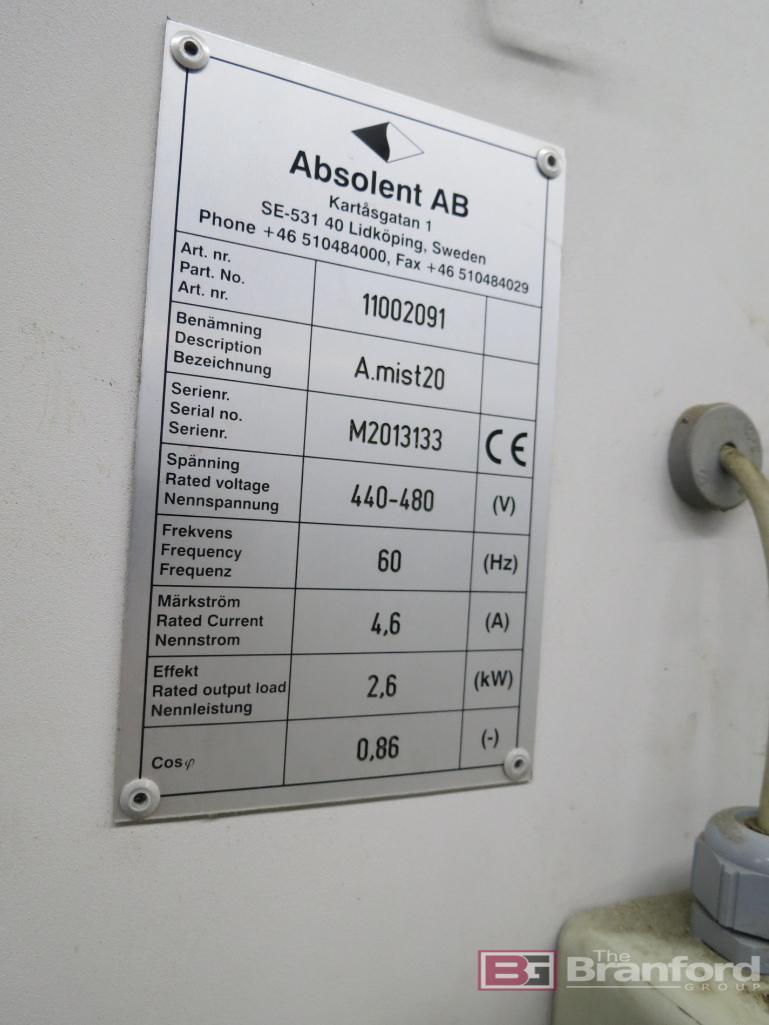 Absolent AB
Kartåsgatan 1
SE-531 40 Lidköping, Sweden
Phone +46 510484000, Fax +46 510484029
Art. nr.
Part. No.
Art. nr.
11002091
Benämning
Description
Bezeichnung
A.mist20
Serienr.
Serial no.
Serienr.
M2013133
CE
Spänning
Rated voltage
Nennspannung
440-480
(V)
Frekvens
Frequency
Frequenz
60
(Hz)
Märkström
Rated Current
Nennstrom
4,6
(A)
Effekt
Rated output load
Nennleistung
2,6
(kW)
Cosφ
0,86
(-)
BG
The
Branford
GROUP